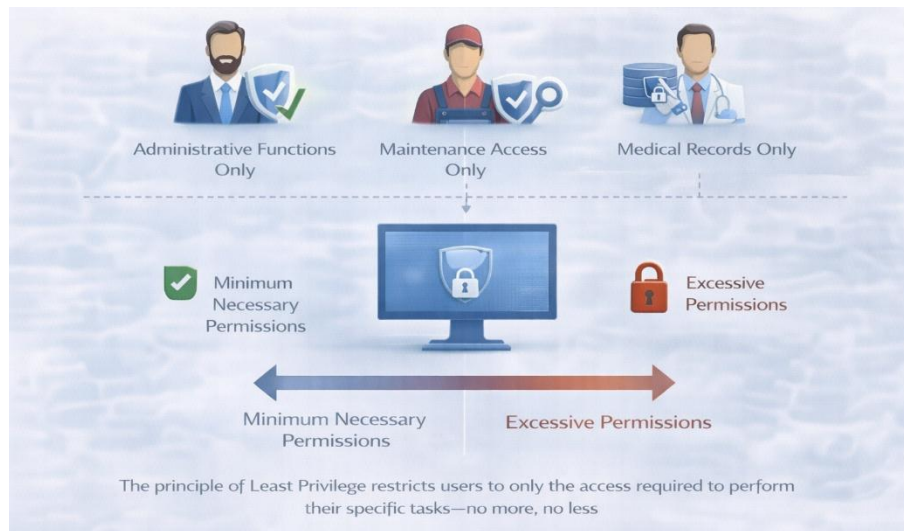 Administrative Functions
Only
Maintenance Access
Only
Medical Records Only
Minimum
Necessary
Permissions
Excessive
Permissions
Minimum Necessary
Permissions
Excessive Permissions
The principle of Least Privilege restricts users to only the access required to perform
their specific tasks—no more, no less